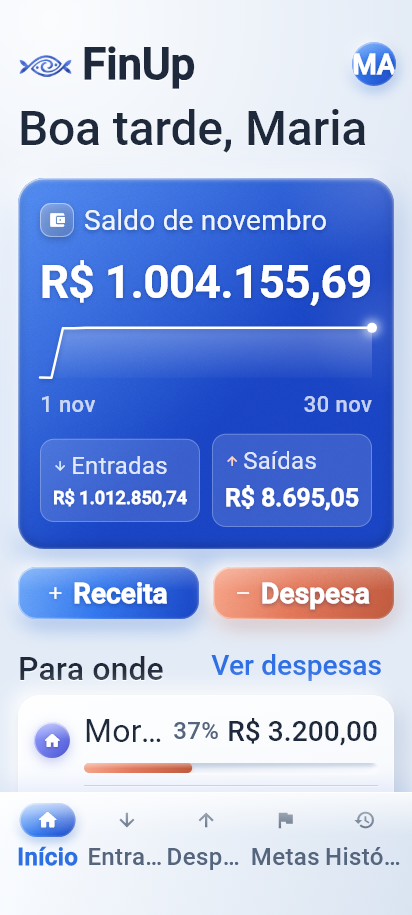 FinUp
MA
Boa tarde, Maria
Saldo de novembro
R$ 1.004.155,69
1 nov 30 nov
Entradas
R$ 1.012.850,74
Saídas
R$ 8.695,05
+ Receita
− Despesa
Para onde Ver despesas
Mor... 37% R$ 3.200,00
Início Entra... Desp... Metas Histó...